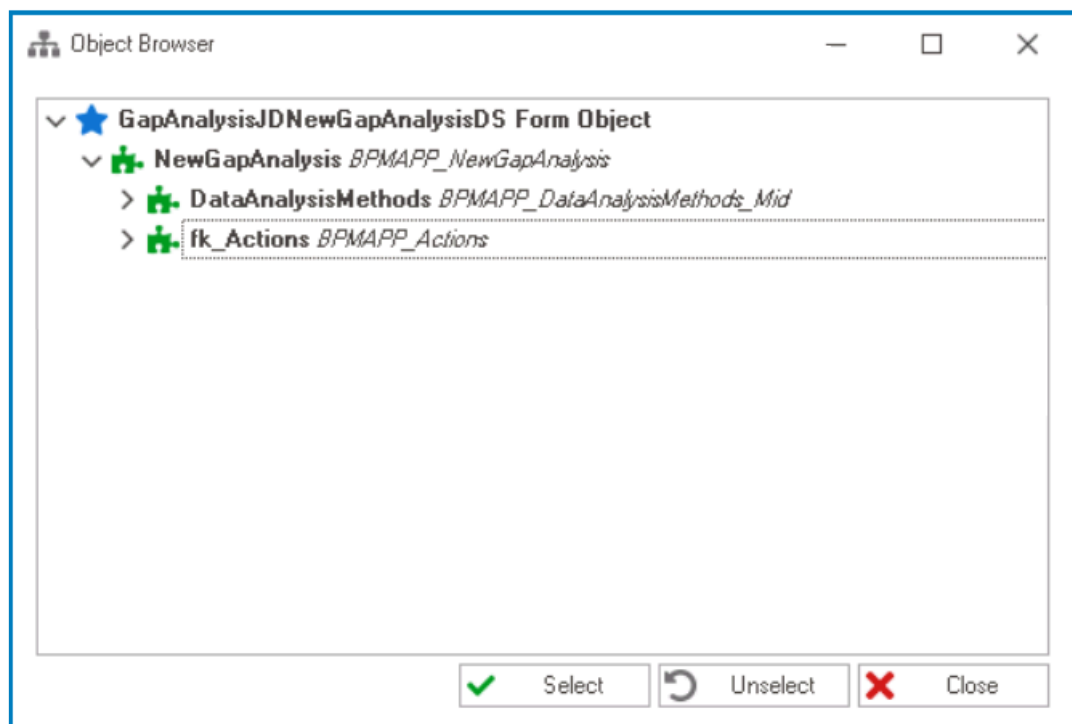 Object Browser
GapAnalysisJDNewGapAnalysisDS Form Object
NewGapAnalysis BPMAPP_NewGapAnalysis
DataAnalysisMethods BPMAPP_DataAnalysisMethods_Mid
fk_Actions BPMAPP_Actions
Select Unselect Close